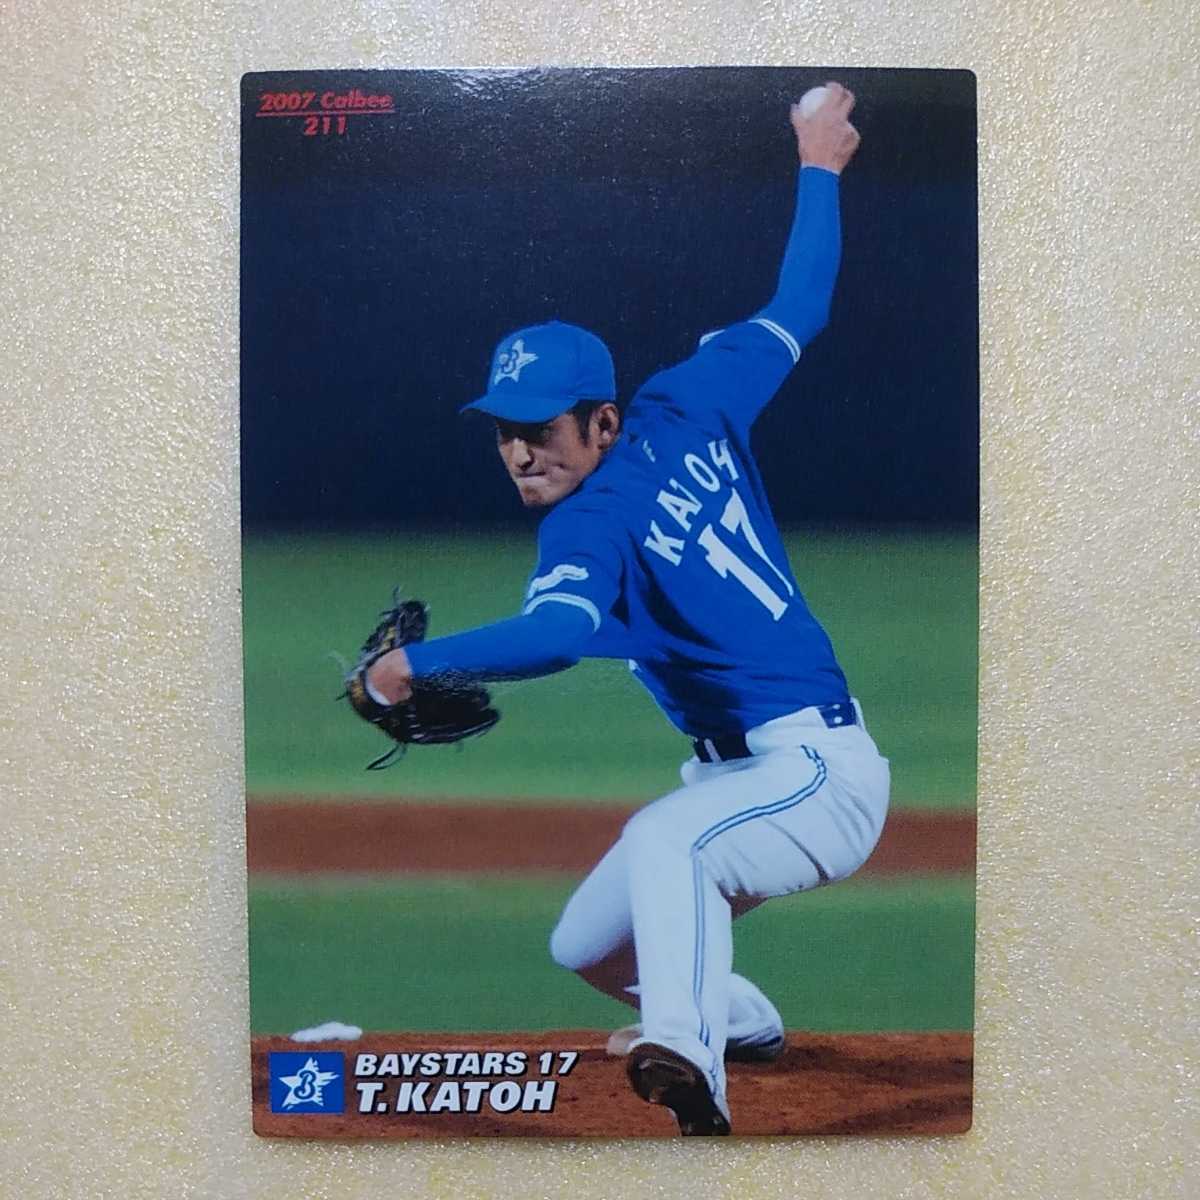 2007 Calbee
211
B
KATOH
17
B
BAYSTARS 17
T. KATOH